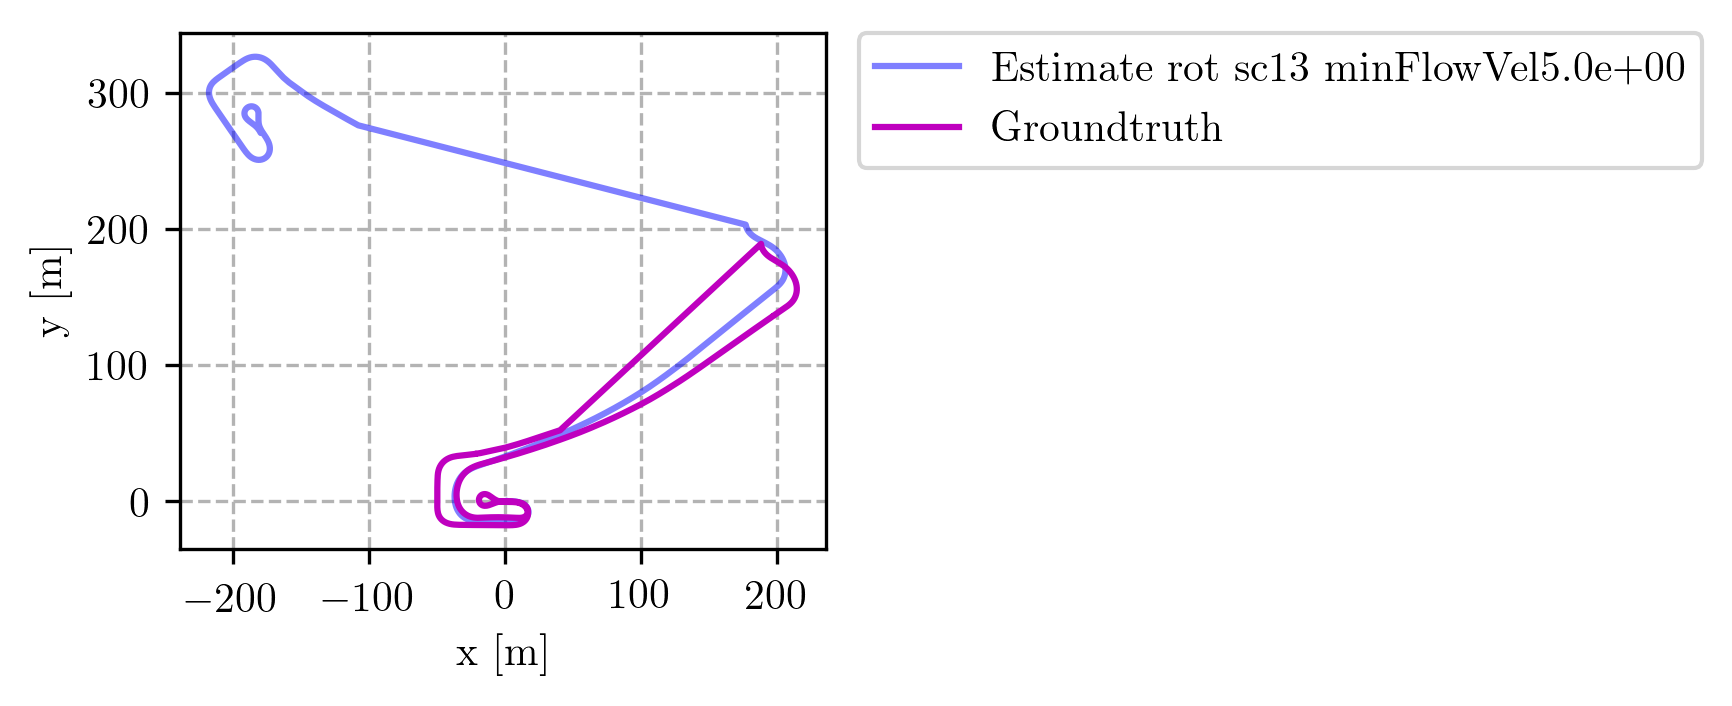 300
200
100
0
y [m]
−200 −100 0 100 200
x [m]
Estimate rot sc13 minFlowVel5.0e+00
Groundtruth